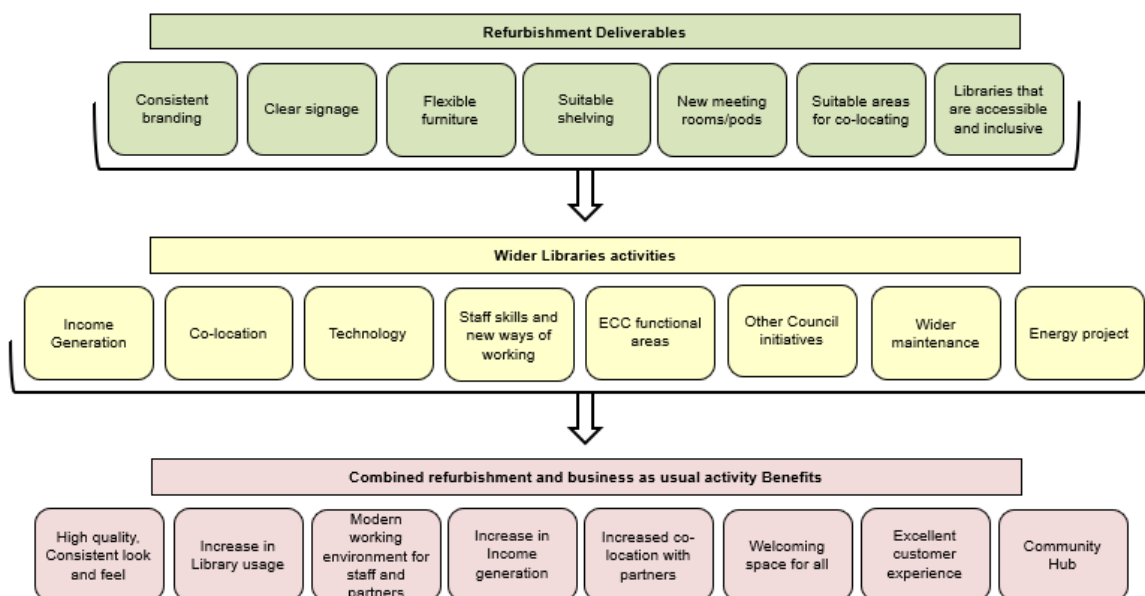 Refurbishment Deliverables
Consistent
branding
Clear signage
Flexible
furniture
Suitable
shelving
New meeting
rooms/pods
Suitable areas
for co-locating
Libraries that
are accessible
and inclusive
Wider Libraries activities
Income
Generation
Co-location
Technology
Staff skills and
new ways of
working
ECC functional
areas
Other Council
initiatives
Wider
maintenance
Energy project
Combined refurbishment and business as usual activity Benefits
High quality,
Consistent look
and feel
Increase in
Library usage
Modern
working
environment for
staff and
partners
Increase in
Income
generation
Increased co-
location with
partners
Welcoming
space for all
Excellent
customer
experience
Community
Hub